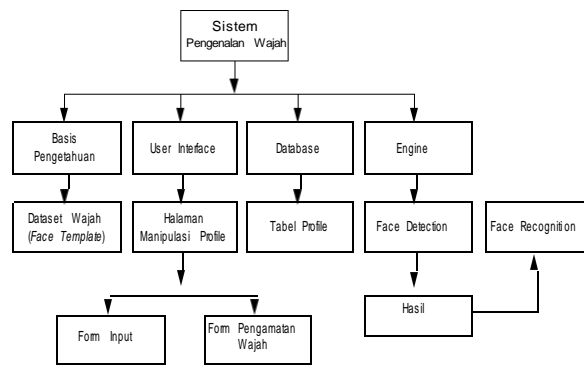 Sistem
Pengenalan Wajah
Basis
Pengetahuan
User Interface
Database
Engine
Dataset Wajah
(Face Template)
Halaman
Manipulasi Profile
Tabel Profile
Face Detection
Face Recognition
Hasil
Form Input
Form Pengamatan
Wajah